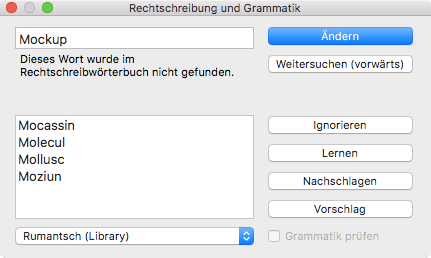 Rechtschreibung und Grammatik
Mockup
Ändern
Dieses Wort wurde im
Rechtschreibwörterbuch nicht gefunden.
Weitersuchen (vorwärts)
Mocassin
Molecul
Mollusc
Moziun
Ignorieren
Lernen
Nachschlagen
Vorschlag
Rumantsch (Library)
Grammatik prüfen